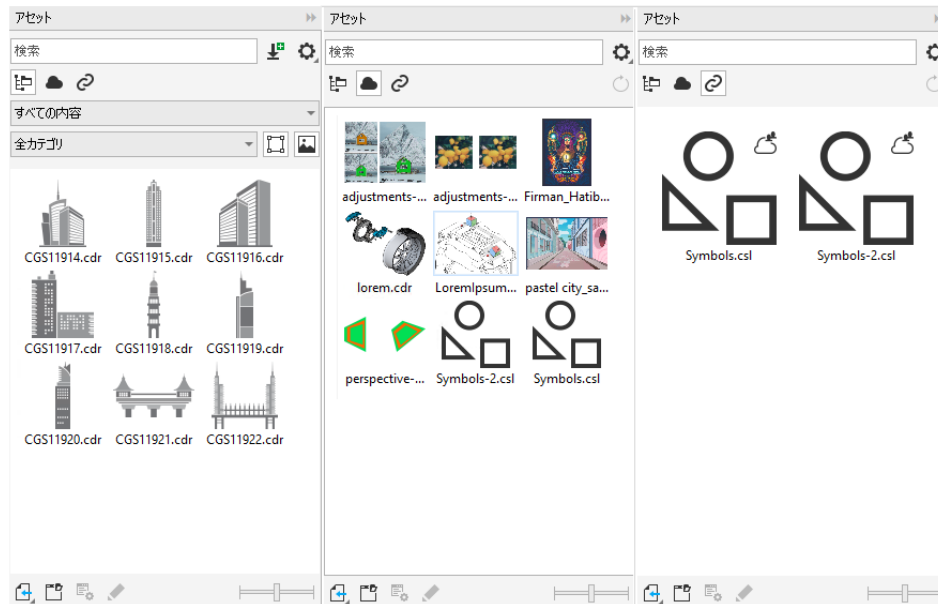 アセット
検索
すべての内容
全カテゴリ
CGS11914.cdr CGS11915.cdr CGS11916.cdr
CGS11917.cdr CGS11918.cdr CGS11919.cdr
CGS11920.cdr CGS11921.cdr CGS11922.cdr
アセット
検索
adjustments-... adjustments-... Firman_Hatib...
lorem.cdr LoremIpsum... pastel city_sa...
perspective-... Symbols-2.csl Symbols.csl
アセット
検索
Symbols.csl Symbols-2.csl